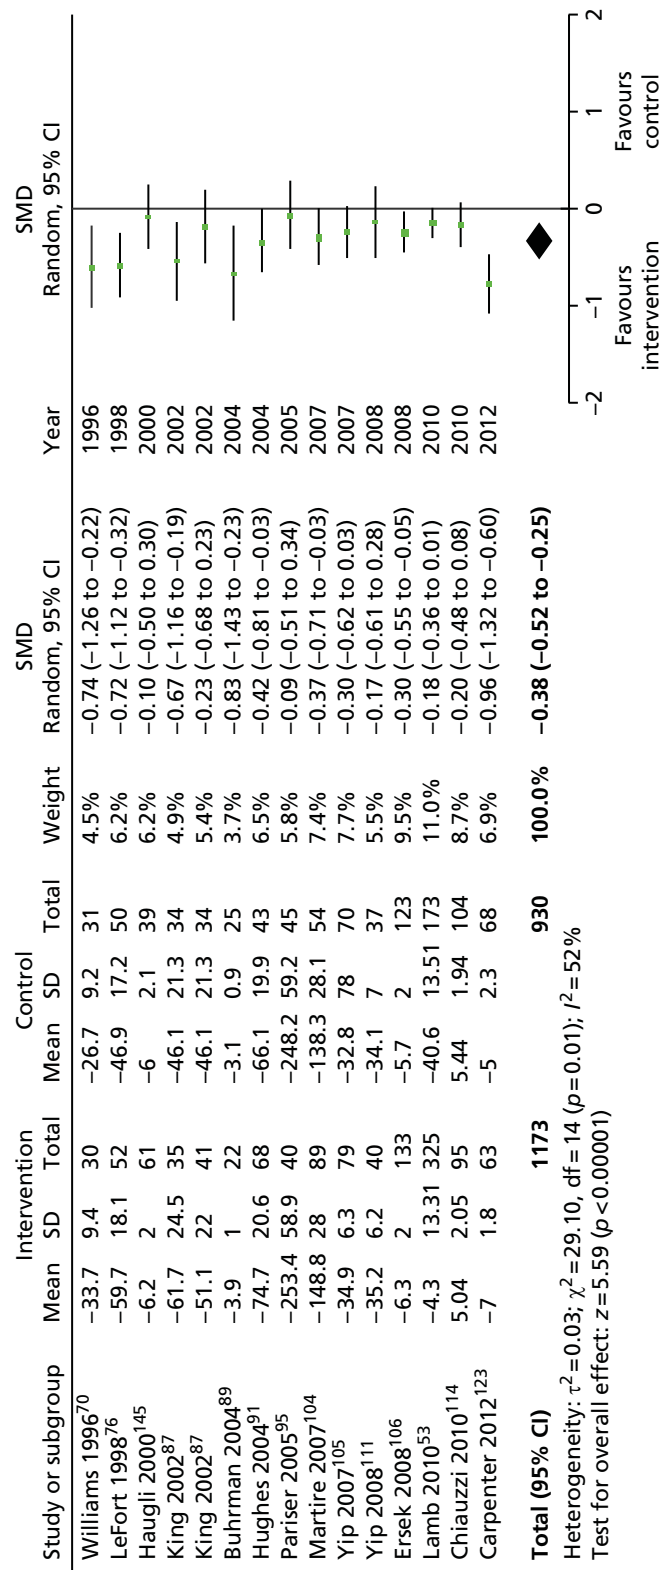 Intervention Control SMD SMD
Study or subgroup Mean SD Total Mean SD Total Weight Random, 95% CI Year Random, 95% CI
Williams 1996⁷⁰ −33.7 9.4 30 −26.7 9.2 31 4.5% −0.74 (−1.26 to −0.22) 1996
LeFort 1998⁷⁶ −59.7 18.1 52 −46.9 17.2 50 6.2% −0.72 (−1.12 to −0.32) 1998
Haugli 2000¹⁴⁵ −6.2 2 61 −6 2.1 39 6.2% −0.10 (−0.50 to 0.30) 2000
King 2002⁸⁷ −61.7 24.5 35 −46.1 21.3 34 4.9% −0.67 (−1.16 to −0.19) 2002
King 2002⁸⁷ −51.1 22 41 −46.1 21.3 34 5.4% −0.23 (−0.68 to 0.23) 2002
Buhrman 2004⁸⁹ −3.9 1 22 −3.1 0.9 25 3.7% −0.83 (−1.43 to −0.23) 2004
Hughes 2004⁹¹ −74.7 20.6 68 −66.1 19.9 43 6.5% −0.42 (−0.81 to −0.03) 2004
Pariser 2005⁹⁵ −253.4 58.9 40 −248.2 59.2 45 5.8% −0.09 (−0.51 to 0.34) 2005
Martire 2007¹⁰⁴ −148.8 28 89 −138.3 28.1 54 7.4% −0.37 (−0.71 to −0.03) 2007
Yip 2007¹⁰⁵ −34.9 6.3 79 −32.8 78 70 7.7% −0.30 (−0.62 to 0.03) 2007
Yip 2008¹¹¹ −35.2 6.2 40 −34.1 7 37 5.5% −0.17 (−0.61 to 0.28) 2008
Ersek 2008¹⁰⁶ −6.3 2 133 −5.7 2 123 9.5% −0.30 (−0.55 to −0.05) 2008
Lamb 2010⁵³ −4.3 13.31 325 −40.6 13.51 173 11.0% −0.18 (−0.36 to 0.01) 2010
Chiauzzi 2010¹¹⁴ 5.04 2.05 95 5.44 1.94 104 8.7% −0.20 (−0.48 to 0.08) 2010
Carpenter 2012¹²³ −7 1.8 63 −5 2.3 68 6.9% −0.96 (−1.32 to −0.60) 2012
Total (95% CI) 1173 930 100.0% −0.38 (−0.52 to −0.25)
Heterogeneity: τ²=0.03; χ²=29.10, df=14 (p=0.01); I²=52%
Test for overall effect: z=5.59 (p<0.00001)
−2 −1 0 1 2
Favours Favours
intervention control